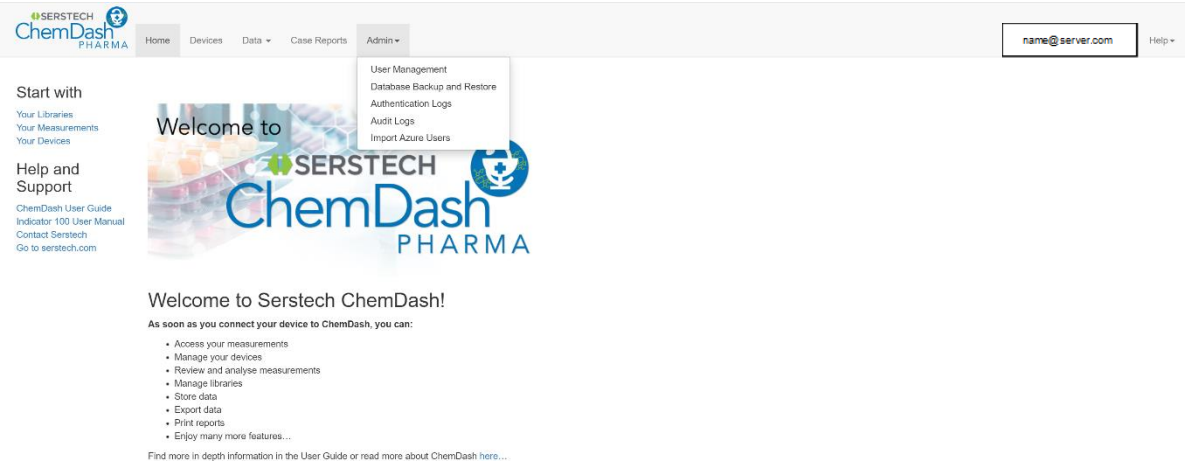 SERSTECH
ChemDash
PHARMA
Home Devices Data Case Reports Admin name@server.com Help
User Management
Database Backup and Restore
Authentication Logs
Audit Logs
Import Azure Users
Start with
Your Libraries
Your Measurements
Your Devices
Help and
Support
ChemDash User Guide
Indicator 100 User Manual
Contact Serstech
Go to serstech.com
Welcome to
SERSTECH
ChemDash
PHARMA
Welcome to Serstech ChemDash!
As soon as you connect your device to ChemDash, you can:
• Access your measurements
• Manage your devices
• Review and analyse measurements
• Manage libraries
• Store data
• Export data
• Print reports
• Enjoy many more features…
Find more in depth information in the User Guide or read more about ChemDash here…